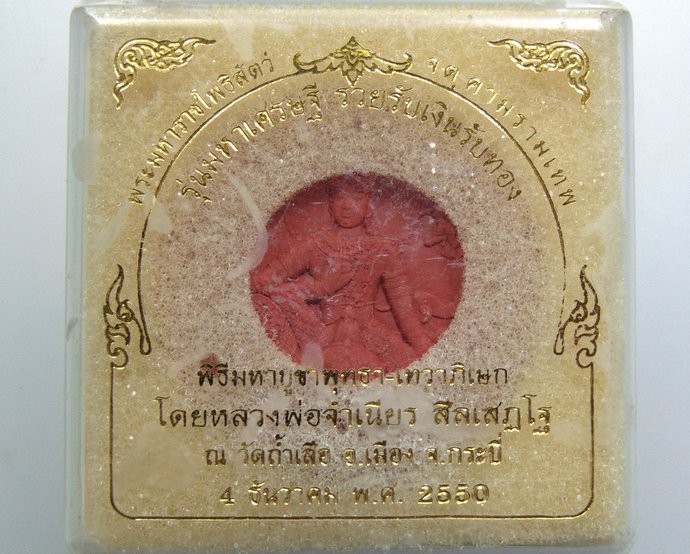 พระมหาราชโพธิสัตว์ จตุคามรามเทพ
รุ่นมหาเศรษฐี รวยรับเงินรับทอง
พิธีมหาบูชาพุทธา-เทวาภิเษก
โดยหลวงพ่อจำเนียร สีลเสฏโฐ
ณ วัดถ้ำเสือ อ.เมือง จ.กระบี่
4 ธันวาคม พ.ศ. 2550